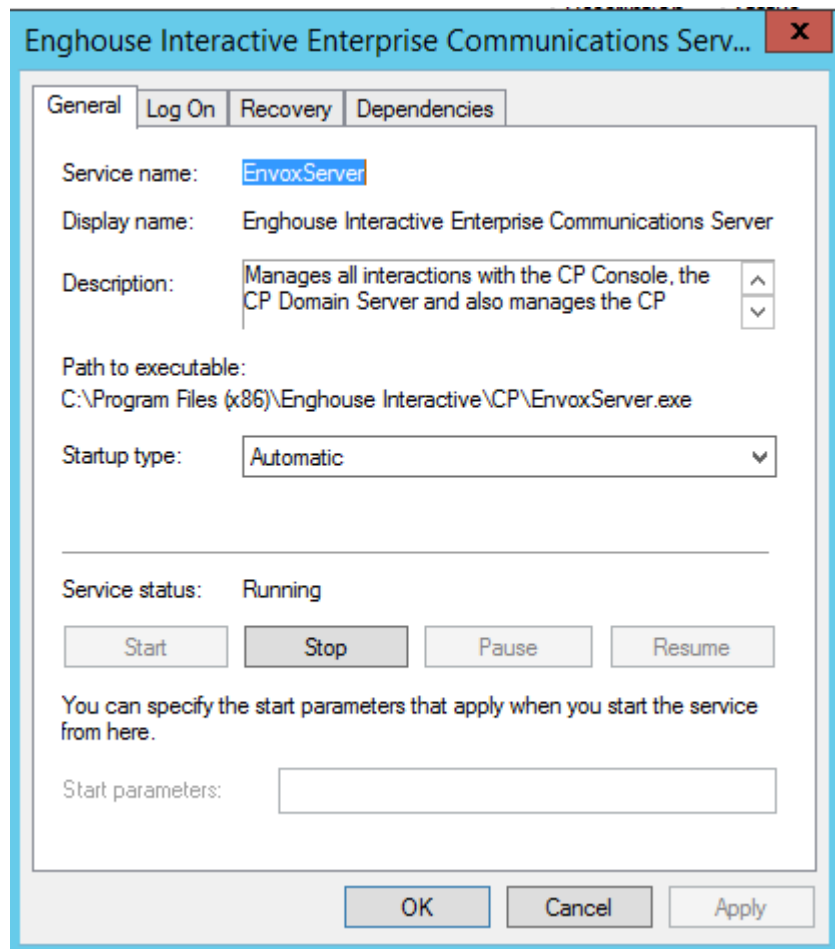 Enghouse Interactive Enterprise Communications Serv... x
General Log On Recovery Dependencies
Service name: EnvoxServer
Display name: Enghouse Interactive Enterprise Communications Server
Description: Manages all interactions with the CP Console, the
CP Domain Server and also manages the CP
Path to executable:
C:\Program Files (x86)\Enghouse Interactive\CP\EnvoxServer.exe
Startup type: Automatic
Service status: Running
Start Stop Pause Resume
You can specify the start parameters that apply when you start the service
from here.
Start parameters:
OK Cancel Apply